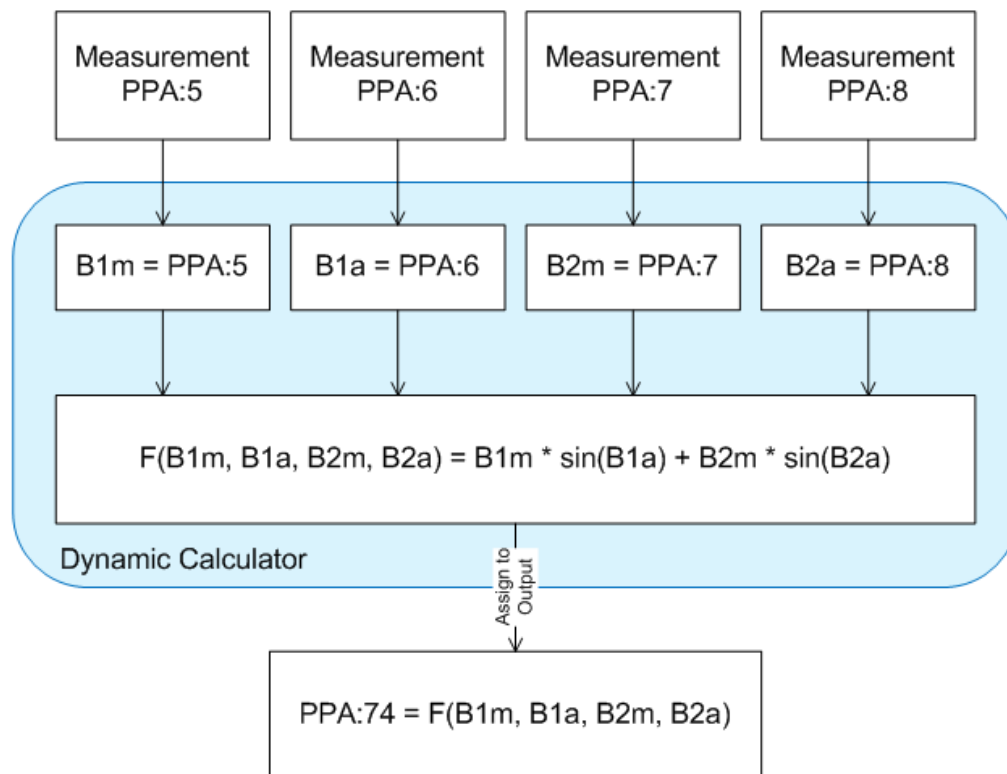 Measurement
PPA:5
Measurement
PPA:6
Measurement
PPA:7
Measurement
PPA:8
B1m = PPA:5
B1a = PPA:6
B2m = PPA:7
B2a = PPA:8
F(B1m, B1a, B2m, B2a) = B1m * sin(B1a) + B2m * sin(B2a)
Dynamic Calculator
Assign to
Output
PPA:74 = F(B1m, B1a, B2m, B2a)